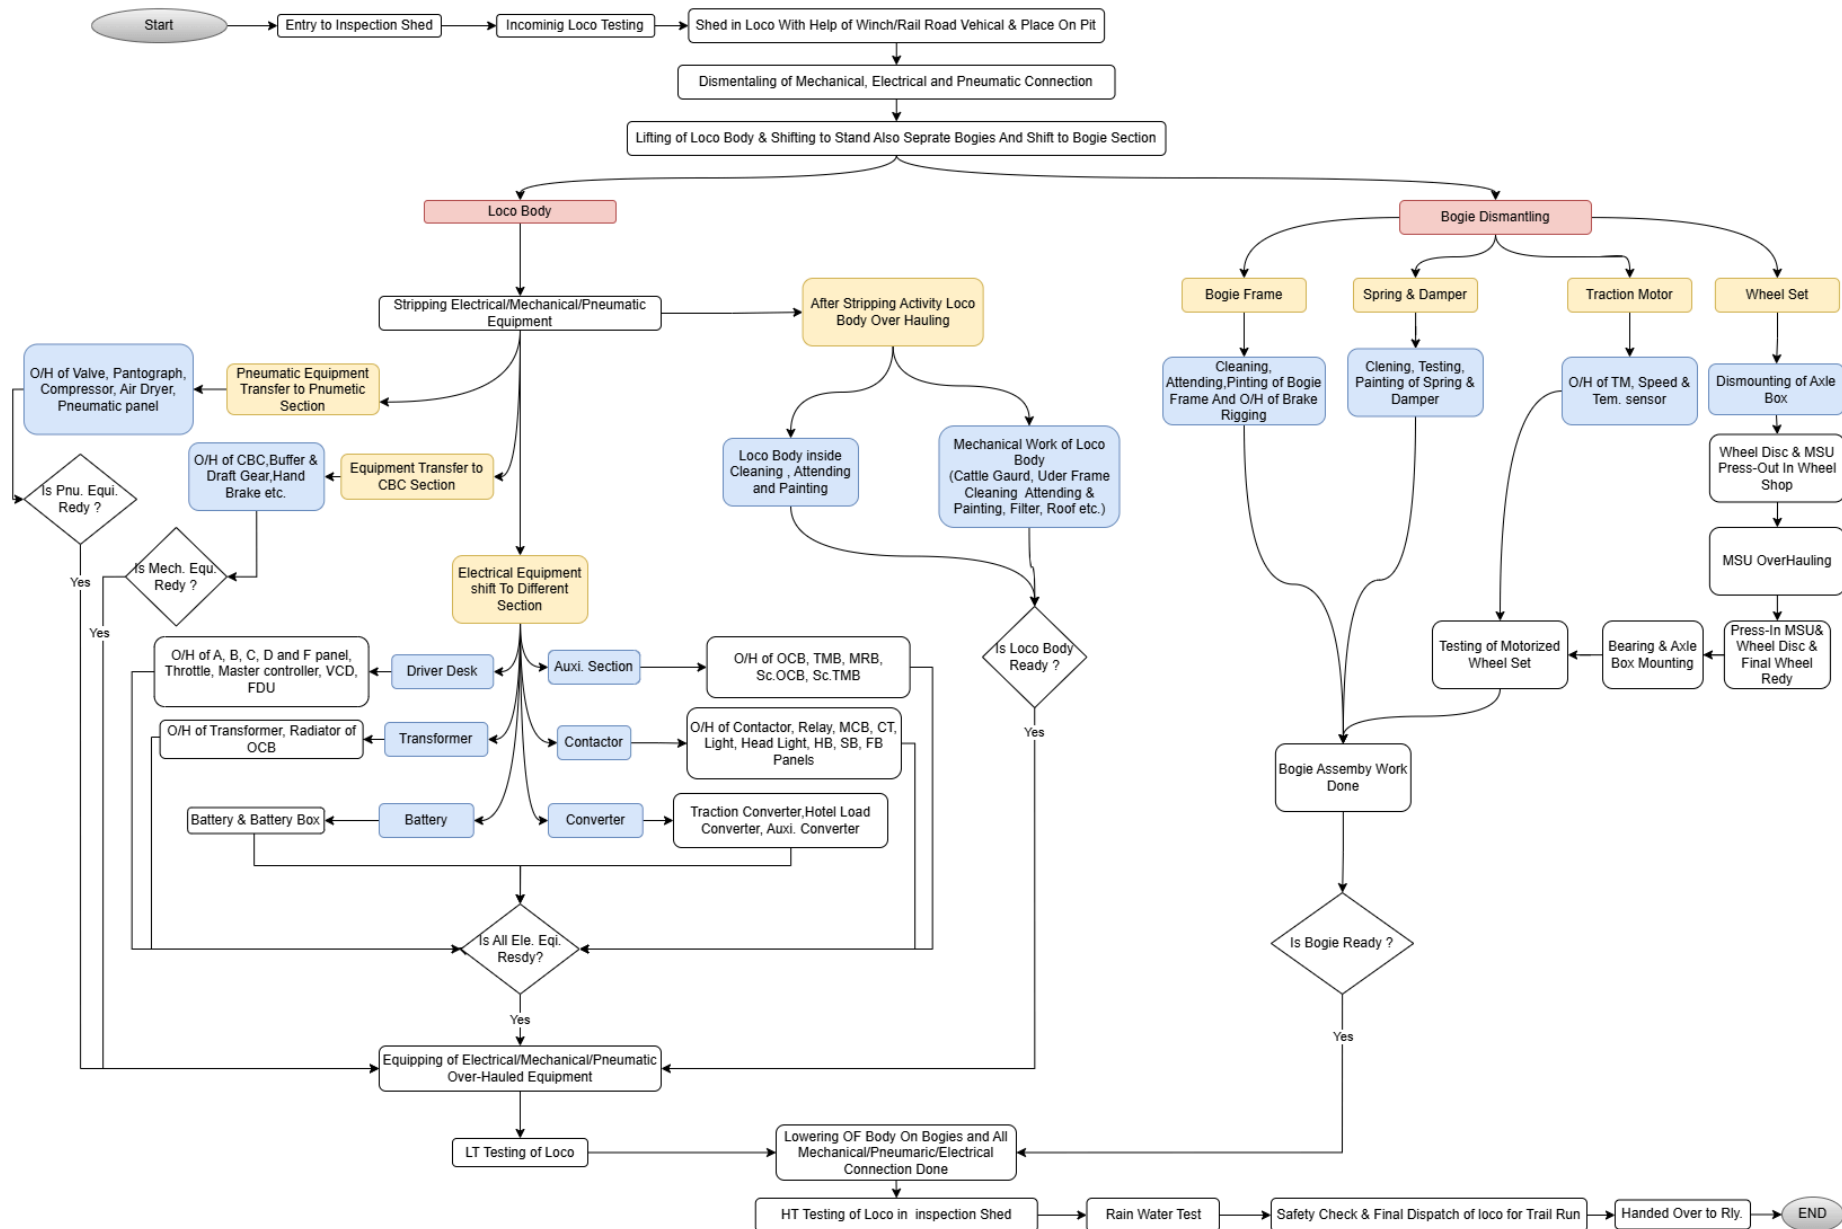 Start
Entry to Inspection Shed
Incomiing Loco Testing
Shed in Loco With Help of Winch/Rail Road Vehical & Place On Pit
Dismentaling of Mechanical, Electrical and Pneumatic Connection
Lifting of Loco Body & Shifting to Stand Also Seprate Bogies And Shift to Bogie Section
Loco Body
Bogie Dismantling
Stripping Electrical/Mechanical/Pneumatic
Equipment
After Stripping Activity Loco
Body Over Hauling
Bogie Frame
Spring & Damper
Traction Motor
Wheel Set
O/H of Valve, Pantograph,
Compressor, Air Dryer,
Pneumatic panel
Pneumatic Equipment
Transfer to Pnumetic
Section
Cleaning,
Attending,Pinting of Bogie
Frame And O/H of Brake
Rigging
Clening, Testing,
Painting of Spring &
Damper
O/H of TM, Speed &
Tem. sensor
Dismounting of Axle
Box
O/H of CBC,Buffer &
Draft Gear,Hand
Brake etc.
Equipment Transfer to
CBC Section
Loco Body inside
Cleaning , Attending
and Painting
Mechanical Work of Loco
Body
(Cattle Gaurd, Uder Frame
Cleaning Attending &
Painting, Filter, Roof etc.)
Wheel Disc & MSU
Press-Out In Wheel
Shop
Is Pnu. Equi.
Redy ?
Is Mech. Equ.
Redy ?
Yes
Yes
Electrical Equipment
shift To Different
Section
MSU OverHauling
O/H of A, B, C, D and F panel,
Throttle, Master controller, VCD,
FDU
Driver Desk
Auxi. Section
O/H of OCB, TMB, MRB,
Sc.OCB, Sc.TMB
Is Loco Body
Ready ?
Testing of Motorized
Wheel Set
Bearing & Axle
Box Mounting
Press-In MSU&
Wheel Disc &
Final Wheel
Redy
O/H of Transformer, Radiator of
OCB
Transformer
Contactor
O/H of Contactor, Relay, MCB, CT,
Light, Head Light, HB, SB, FB
Panels
Yes
Bogie Assemby Work
Done
Battery & Battery Box
Battery
Converter
Traction Converter,Hotel Load
Converter, Auxi. Converter
Is All Ele. Eqi.
Resdy?
Is Bogie Ready ?
Yes
Yes
Equipping of Electrical/Mechanical/Pneumatic
Over-Hauled Equipment
LT Testing of Loco
Lowering OF Body On Bogies and All
Mechanical/Pneumaric/Electrical
Connection Done
HT Testing of Loco in inspection Shed
Rain Water Test
Safety Check & Final Dispatch of loco for Trail Run
Handed Over to Rly.
END